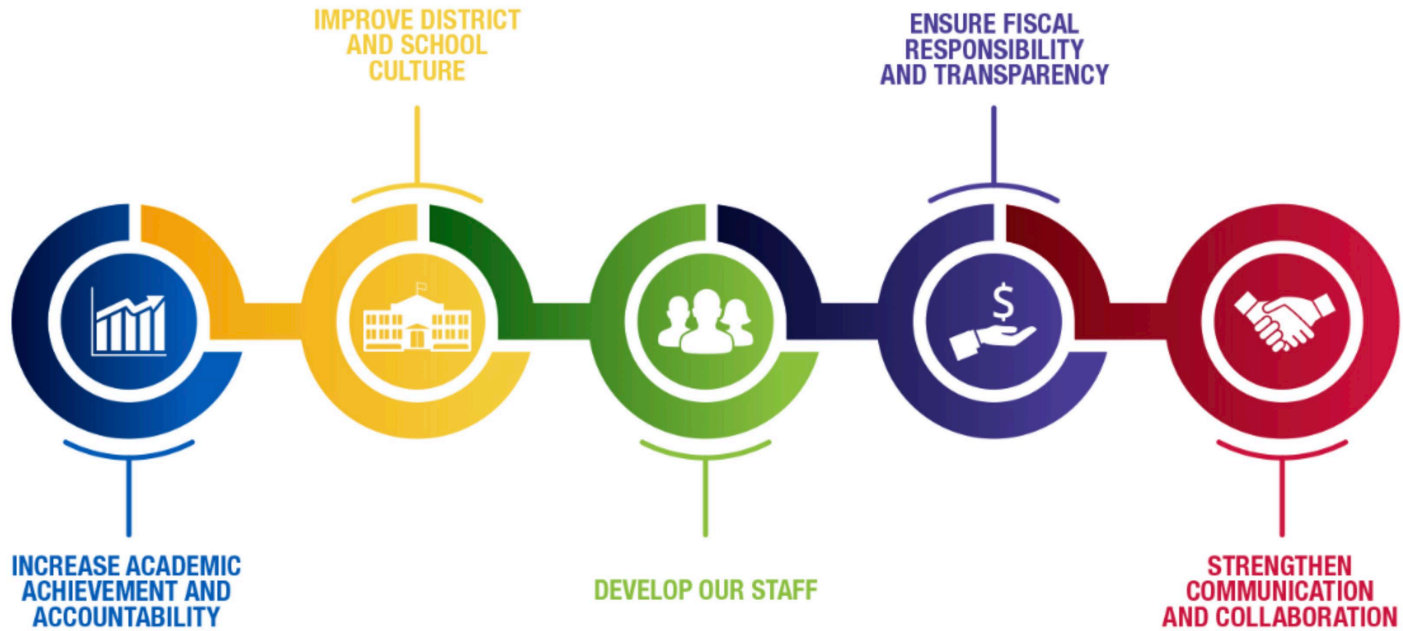 IMPROVE DISTRICT
AND SCHOOL
CULTURE
ENSURE FISCAL
RESPONSIBILITY
AND TRANSPARENCY
$
INCREASE ACADEMIC
ACHIEVEMENT AND
ACCOUNTABILITY
DEVELOP OUR STAFF
STRENGTHEN
COMMUNICATION
AND COLLABORATION